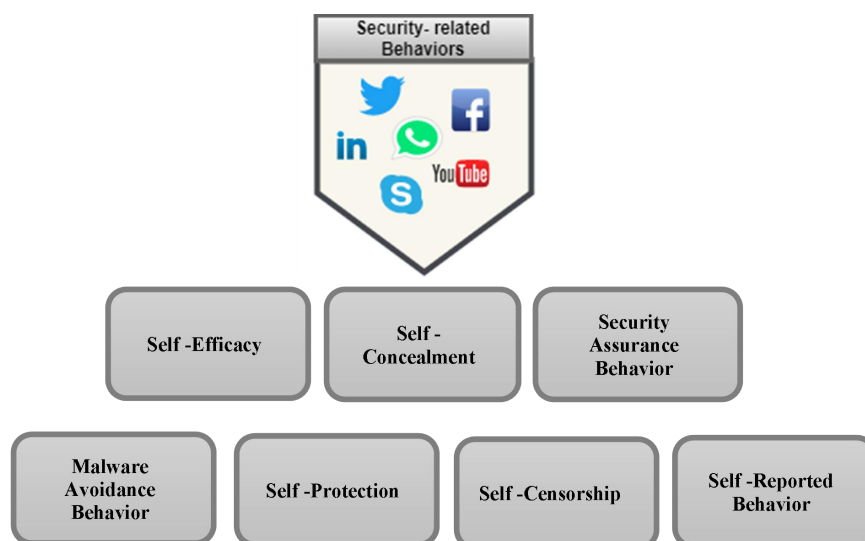 Security- related
Behaviors
f
in
YouTube
S
Self -Efficacy
Self -
Concealment
Security
Assurance
Behavior
Malware
Avoidance
Behavior
Self -Protection
Self -Censorship
Self -Reported
Behavior